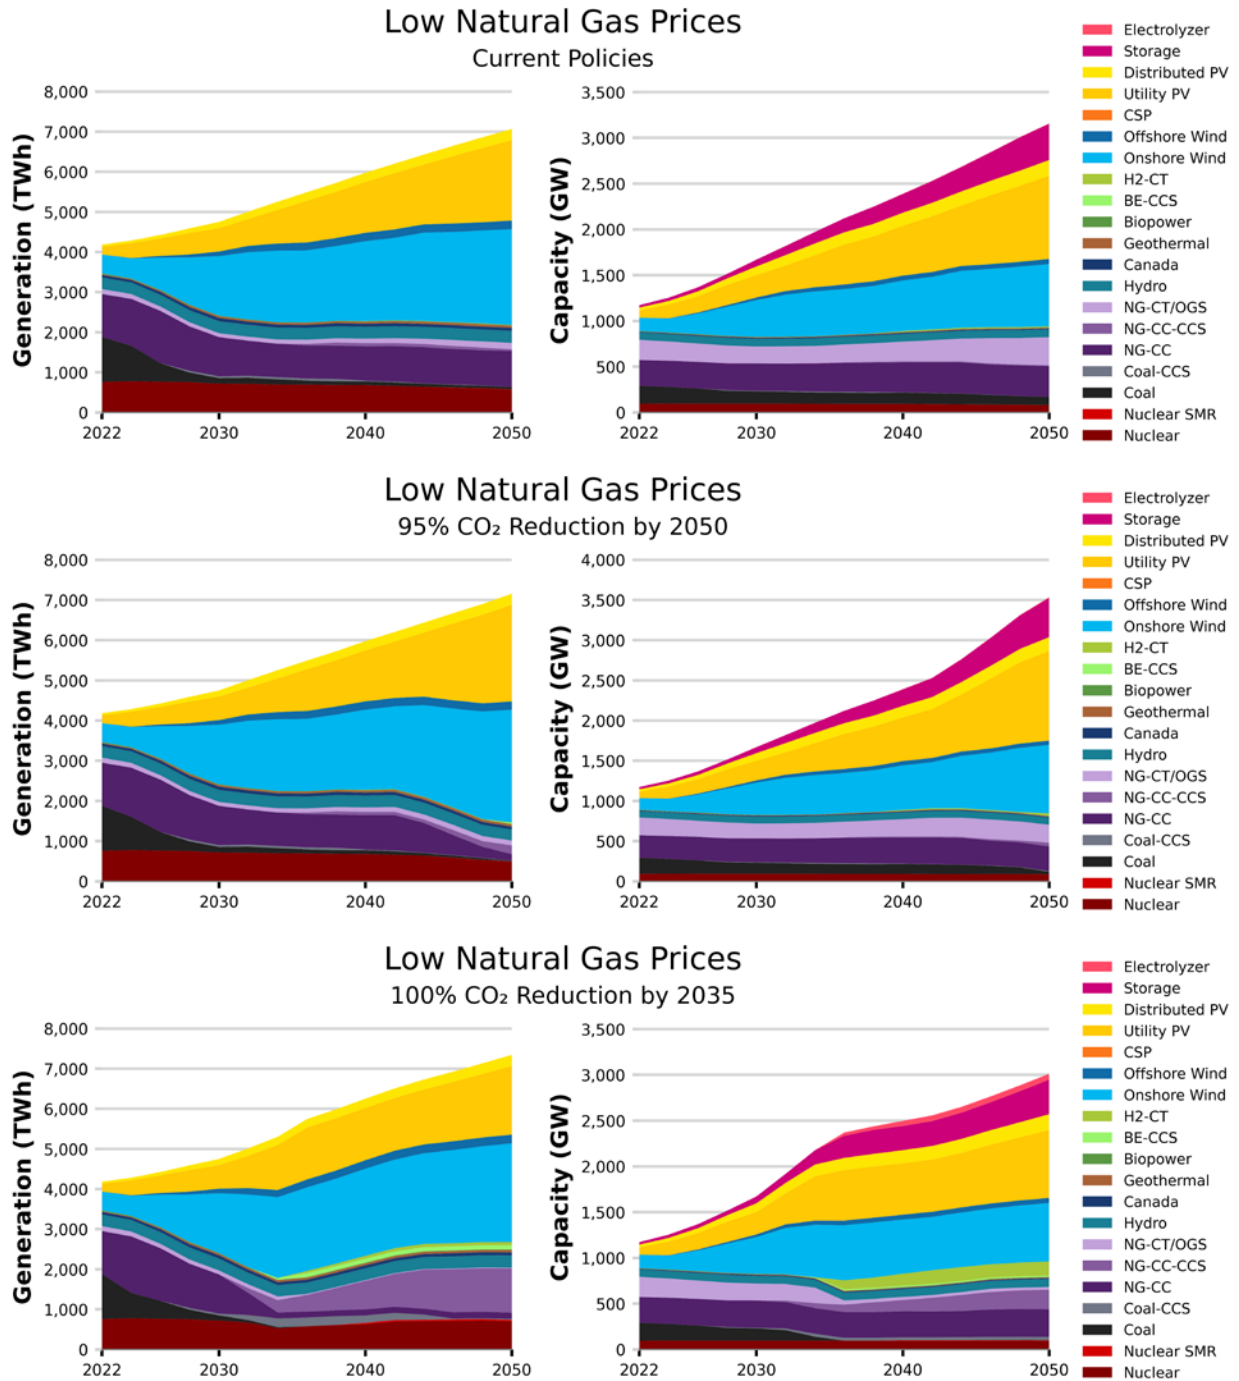 Low Natural Gas Prices
Current Policies
Generation (TWh)
8,000
7,000
6,000
5,000
4,000
3,000
2,000
1,000
0
2022
2030
2040
2050
Capacity (GW)
3,500
3,000
2,500
2,000
1,500
1,000
500
0
2022
2030
2040
2050
Electrolyzer
Storage
Distributed PV
Utility PV
CSP
Offshore Wind
Onshore Wind
H2-CT
BE-CCS
Biopower
Geothermal
Canada
Hydro
NG-CT/OGS
NG-CC-CCS
NG-CC
Coal-CCS
Coal
Nuclear SMR
Nuclear
Low Natural Gas Prices
95% CO₂ Reduction by 2050
Generation (TWh)
8,000
7,000
6,000
5,000
4,000
3,000
2,000
1,000
0
2022
2030
2040
2050
Capacity (GW)
4,000
3,500
3,000
2,500
2,000
1,500
1,000
500
0
2022
2030
2040
2050
Electrolyzer
Storage
Distributed PV
Utility PV
CSP
Offshore Wind
Onshore Wind
H2-CT
BE-CCS
Biopower
Geothermal
Canada
Hydro
NG-CT/OGS
NG-CC-CCS
NG-CC
Coal-CCS
Coal
Nuclear SMR
Nuclear
Low Natural Gas Prices
100% CO₂ Reduction by 2035
Generation (TWh)
8,000
7,000
6,000
5,000
4,000
3,000
2,000
1,000
0
2022
2030
2040
2050
Capacity (GW)
3,500
3,000
2,500
2,000
1,500
1,000
500
0
2022
2030
2040
2050
Electrolyzer
Storage
Distributed PV
Utility PV
CSP
Offshore Wind
Onshore Wind
H2-CT
BE-CCS
Biopower
Geothermal
Canada
Hydro
NG-CT/OGS
NG-CC-CCS
NG-CC
Coal-CCS
Coal
Nuclear SMR
Nuclear